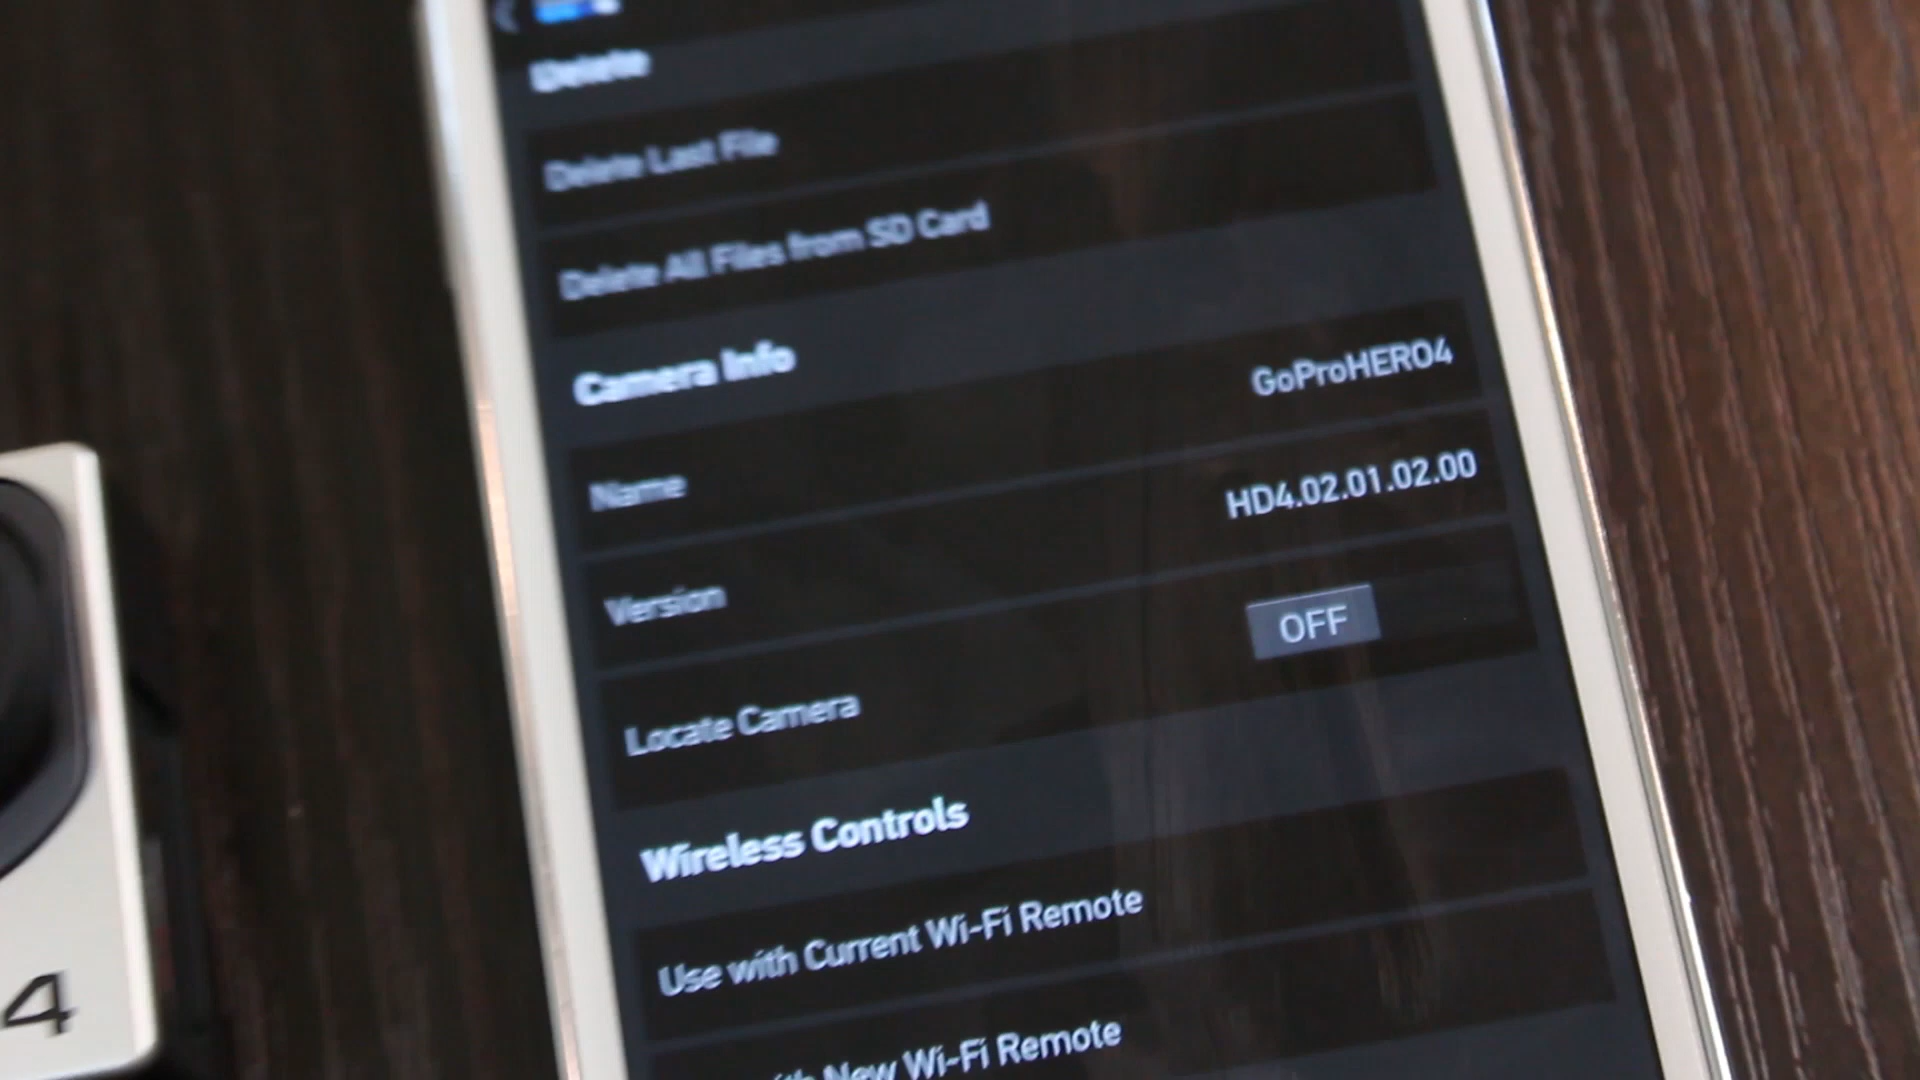 Delete
Delete Last File
Delete All Files from SD Card
Camera Info
Name GoProHERO4
Version HD4.02.01.02.00
Locate Camera OFF
Wireless Controls
Use with Current Wi-Fi Remote
with New Wi-Fi Remote
4